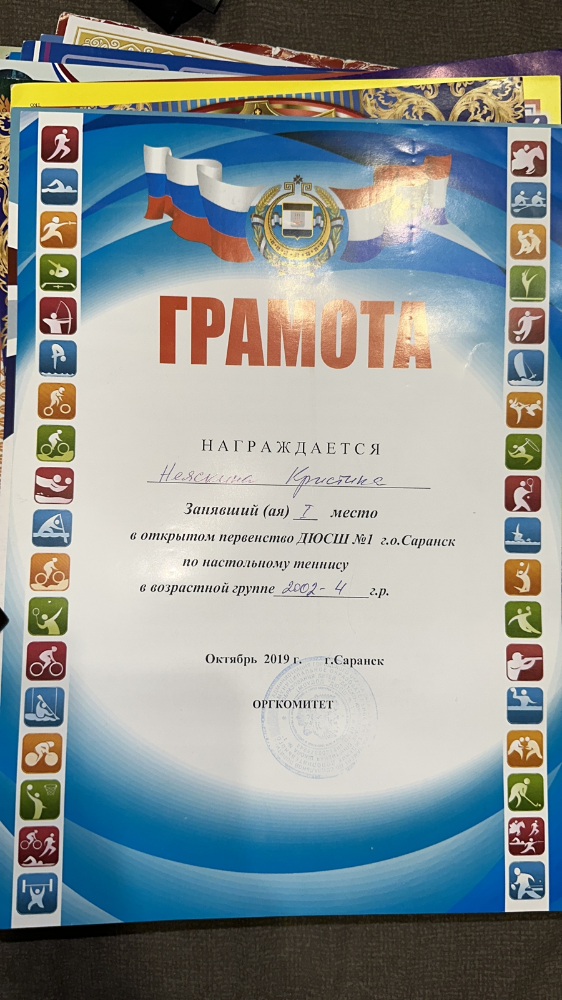 ГРАМОТА
НАГРАЖДАЕТСЯ
Неяскина Кристина
Занявший (ая) I место
в открытом первенство ДЮСШ №1 г.о.Саранск
по настольному теннису
в возрастной группе 2002-4 г.р.
Октябрь 2019 г. г.Саранск
ОРГКОМИТЕТ